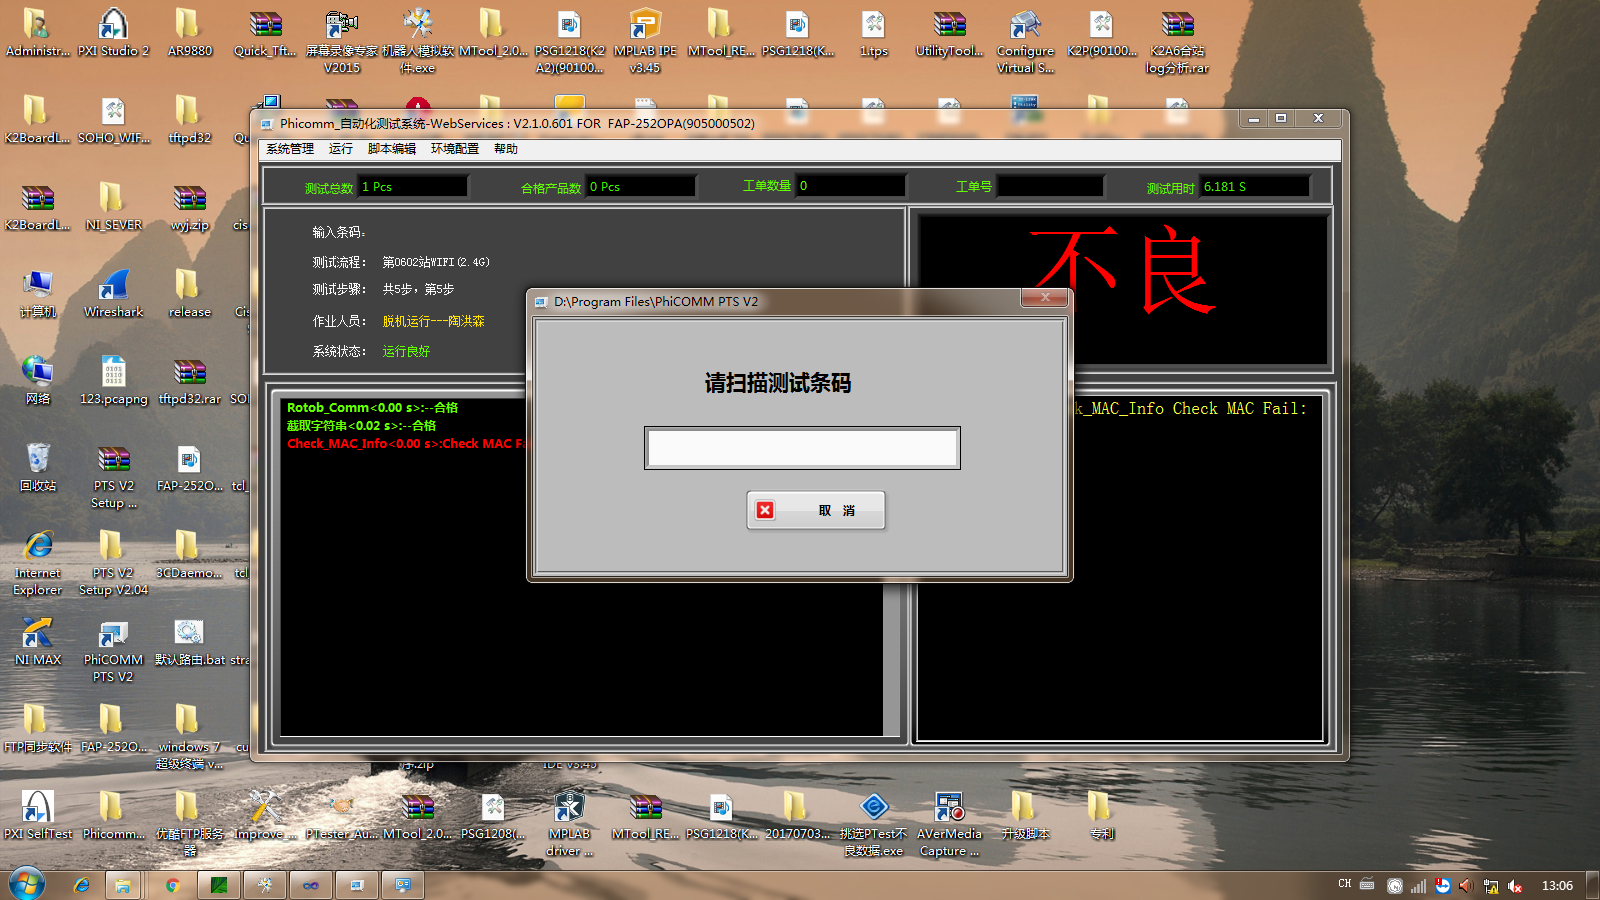 Administr...
PXI Studio 2
AR9880
Quick_Tft...
屏幕录像专家 V2015
机器人模拟软件.exe
MTool_2.0...
PSG1218(K2 A2)(90100...
MPLAB IPE v3.45
MTool_RE...
PSG1218(K...
1.tps
UtilityTool...
Configure Virtual S...
K2P(90100...
K2A6合站 log分析.rar
K2BoardL...
SOHO_WIF...
tftpd32
K2BoardL...
NI_SEVER
wyj.zip
cis
计算机
Wireshark
release
网络
123.pcapng
tftpd32.rar
回收站
PTS V2 Setup ...
FAP-252O...
tcl_
Internet Explorer
PTS V2 Setup V2.04
3CDaemo...
tcl
NI MAX
PhiCOMM PTS V2
默认路由.bat
stra
FTP同步软件
FAP-252O...
windows 7 超级终端 v...
cu
Phicomm_自动化测试系统-WebServices : V2.1.0.601 FOR  FAP-252OPA(905000502)
系统管理 运行 脚本编辑 环境配置 帮助
测试总数 1 Pcs 合格产品数 0 Pcs 工单数量 0 工单号 测试用时 6.181 S
输入条码:
测试流程: 第0602站WIFI(2.4G)
测试步骤: 共5步，第5步
作业人员: 脱机运行---陶洪森
系统状态: 运行良好
不良
Rotob_Comm<0.00 s>:--合格
截取字符串<0.02 s>:--合格
Check_MAC_Info<0.00 s>:Check MAC Fa
k_MAC_Info Check MAC Fail:
D:\Program Files\PhiCOMM PTS V2
请扫描测试条码
取 消
PXI SelfTest
Phicomm...
优酷FTP服务器
Improve_...
PTester_Au...
MTool_2.0...
PSG1208(...
MPLAB driver ...
MTool_RE...
PSG1218(K...
20170703...
挑选PTest不良数据.exe
AVerMedia Capture ...
升级脚本
专利
CH
13:06